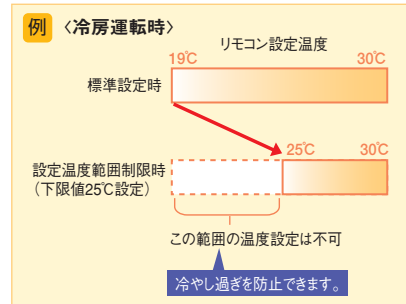 例 〈冷房運転時〉
リモコン設定温度
19℃ 30℃
標準設定時
25℃ 30℃
設定温度範囲制限時
（下限値25℃設定）
この範囲の温度設定は不可
冷やし過ぎを防止できます。